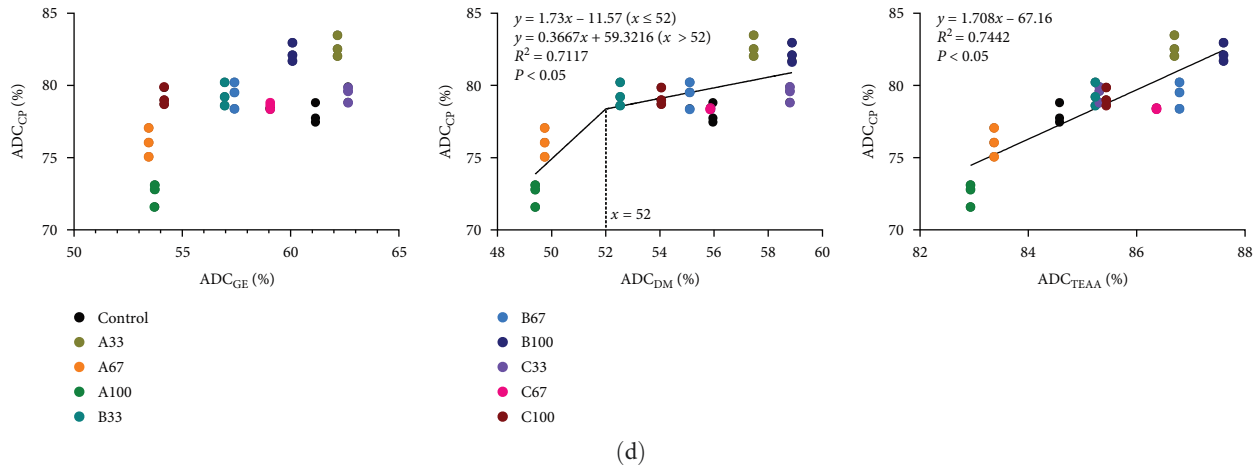 85
80
75
70
ADC_CP (%)
50 55 60 65
ADC_GE (%)
y = 1.73x – 11.57 (x ≤ 52)
y = 0.3667x + 59.3216 (x > 52)
R² = 0.7117
P < 0.05
85
80
75
70
ADC_CP (%)
x = 52
48 50 52 54 56 58 60
ADC_DM (%)
y = 1.708x – 67.16
R² = 0.7442
P < 0.05
85
80
75
70
ADC_CP (%)
82 84 86 88
ADC_TEAA (%)
Control
A33
A67
A100
B33
B67
B100
C33
C67
C100
(d)